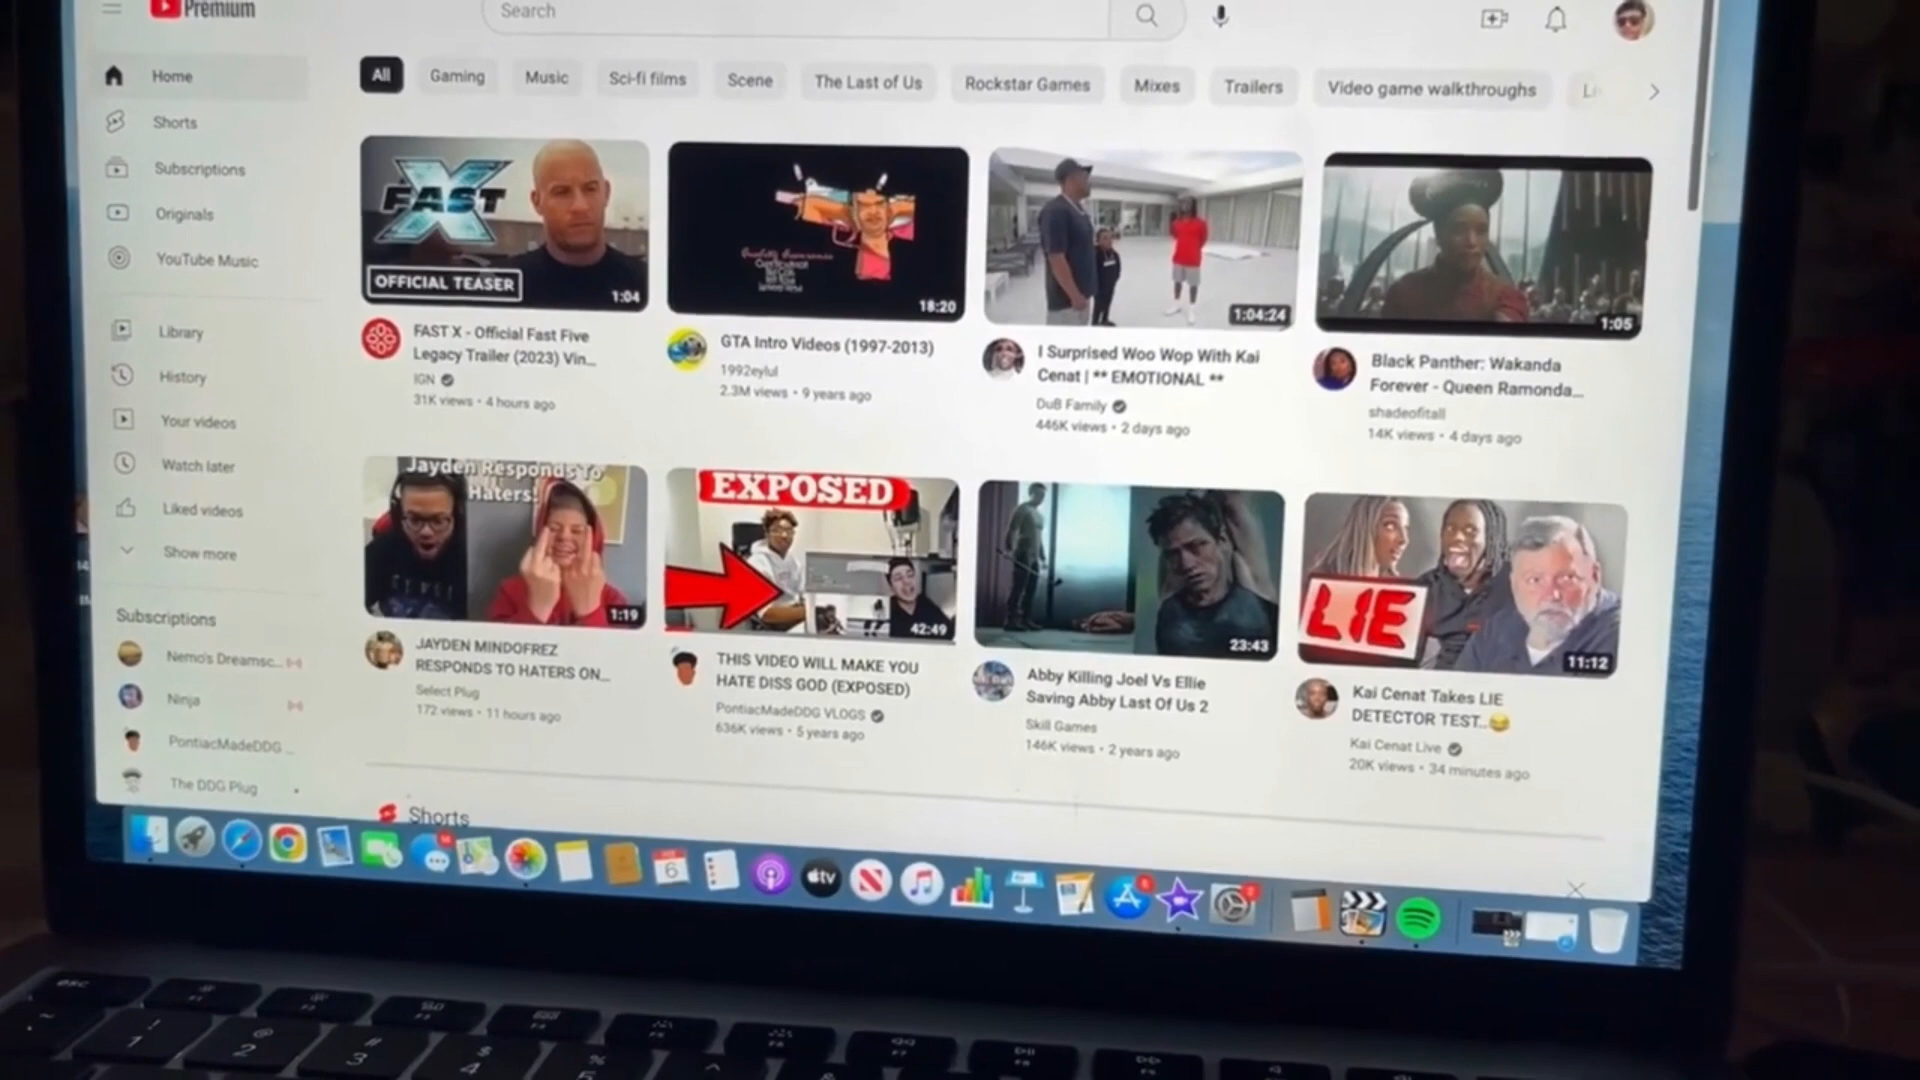 Premium
Search
Home
Shorts
Subscriptions
Originals
YouTube Music
Library
History
Your videos
Watch later
Liked videos
Show more
Subscriptions
Nemo's Dreamsc...
Ninja
PontiacMadeDDG ...
The DDG Plug
All
Gaming
Music
Sci-fi films
Scene
The Last of Us
Rockstar Games
Mixes
Trailers
Video game walkthroughs
FAST X
OFFICIAL TEASER
1:04
FAST X - Official Fast Five
Legacy Trailer (2023) Vin...
IGN
31K views • 4 hours ago
18:20
GTA Intro Videos (1997-2013)
1992eylul
2.3M views • 9 years ago
1:04:24
I Surprised Woo Wop With Kai
Cenat | ** EMOTIONAL **
DuB Family
446K views • 2 days ago
1:05
Black Panther: Wakanda
Forever - Queen Ramonda...
shadeofitall
14K views • 4 days ago
Jayden Responds To
Haters!
1:19
JAYDEN MINDOFREZ
RESPONDS TO HATERS ON...
Select Plug
172 views • 11 hours ago
EXPOSED
42:49
THIS VIDEO WILL MAKE YOU
HATE DISS GOD (EXPOSED)
PontiacMadeDDG VLOGS
636K views • 5 years ago
23:43
Abby Killing Joel Vs Ellie
Saving Abby Last Of Us 2
Skill Games
146K views • 2 years ago
LIE
11:12
Kai Cenat Takes LIE
DETECTOR TEST..😂
Kai Cenat Live
20K views • 34 minutes ago
Shorts
6
tv
esc
1
2
3
4